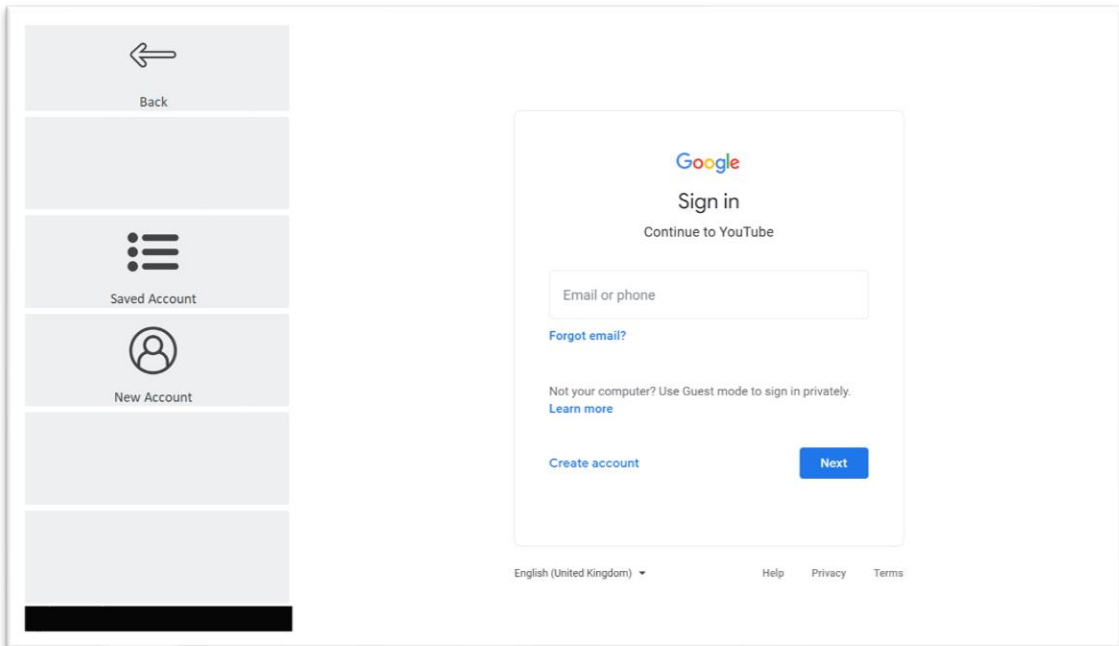 Back
Saved Account
New Account
Google
Sign in
Continue to YouTube
Email or phone
Forgot email?
Not your computer? Use Guest mode to sign in privately.
Learn more
Create account
Next
English (United Kingdom)
Help Privacy Terms